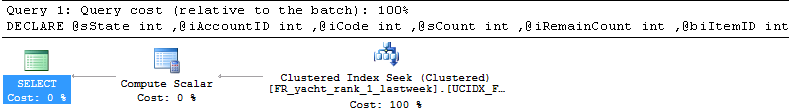 Query 1: Query cost (relative to the batch): 100%
DECLARE @sState int ,@iAccountID int ,@iCode int ,@sCount int ,@iRemainCount int ,@biItemID int
SELECT
Cost: 0 %
Compute Scalar
Cost: 0 %
Clustered Index Seek (Clustered)
[FR_yacht_rank_1_lastweek].[UCIDX_F…
Cost: 100 %